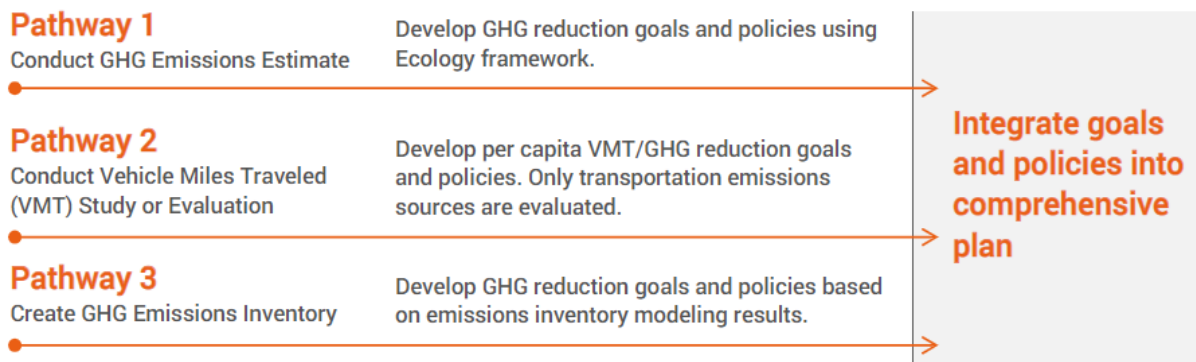 Pathway 1
Conduct GHG Emissions Estimate
Develop GHG reduction goals and policies using
Ecology framework.
Pathway 2
Conduct Vehicle Miles Traveled
(VMT) Study or Evaluation
Develop per capita VMT/GHG reduction goals
and policies. Only transportation emissions
sources are evaluated.
Pathway 3
Create GHG Emissions Inventory
Develop GHG reduction goals and policies based
on emissions inventory modeling results.
Integrate goals
and policies into
comprehensive
plan